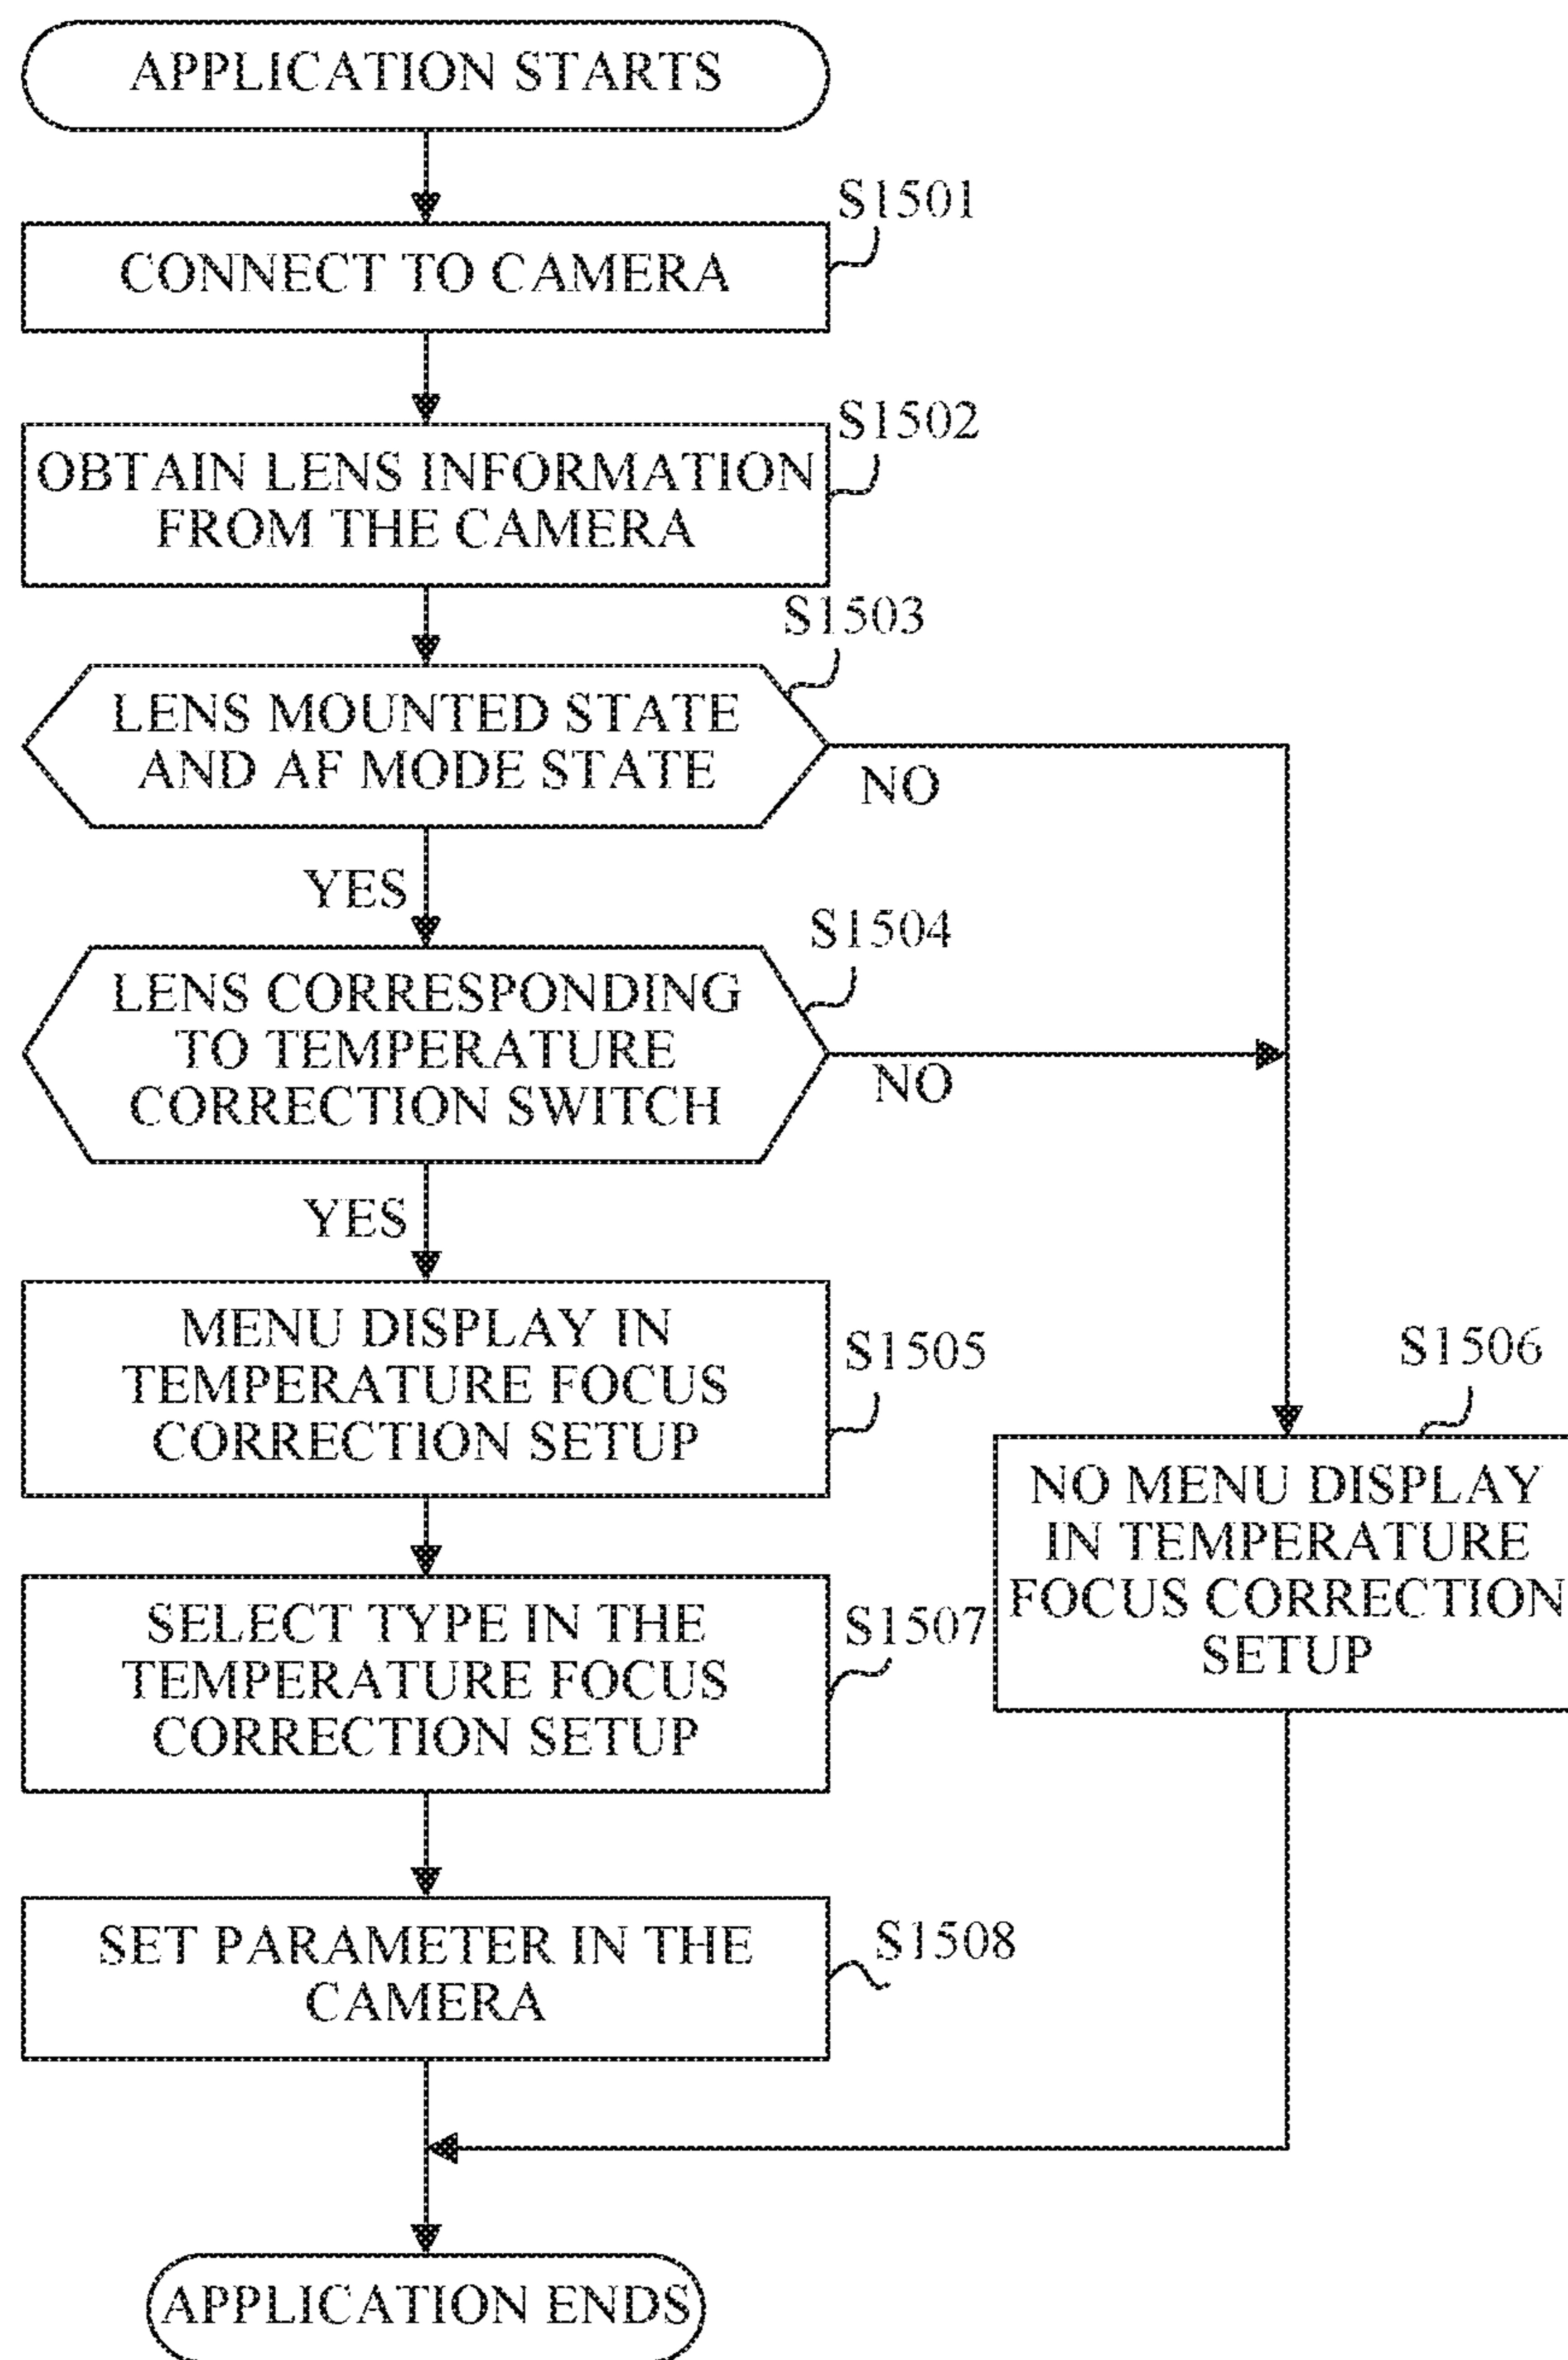 APPLICATION STARTS
S1501
CONNECT TO CAMERA
S1502
OBTAIN LENS INFORMATION
FROM THE CAMERA
S1503
LENS MOUNTED STATE
AND AF MODE STATE
NO
YES
S1504
LENS CORRESPONDING
TO TEMPERATURE
CORRECTION SWITCH
NO
YES
S1505
MENU DISPLAY IN
TEMPERATURE FOCUS
CORRECTION SETUP
S1506
NO MENU DISPLAY
IN TEMPERATURE
FOCUS CORRECTION
SETUP
S1507
SELECT TYPE IN THE
TEMPERATURE FOCUS
CORRECTION SETUP
S1508
SET PARAMETER IN THE
CAMERA
APPLICATION ENDS